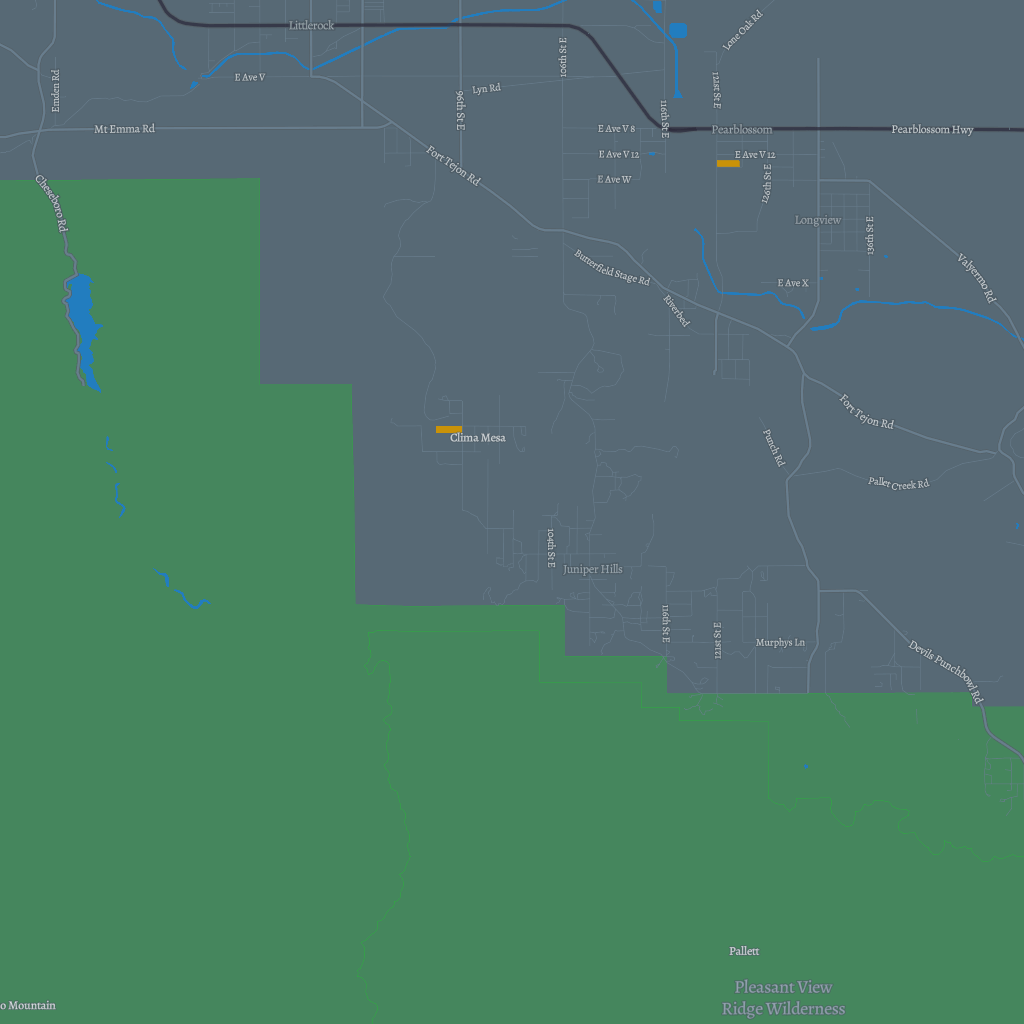 Lone Oak Rd
Littlerock
106th St E
E Ave V
Emden Rd
Lyn Rd
121st St E
96th St E
116th St E
Mt Emma Rd
E Ave V 8
Pearblossom
Pearblossom Hwy
E Ave V 12
E Ave V 12
Fort Tejon Rd
E Ave W
126th St E
Cheseboro Rd
Longview
136th St E
Butterfield Stage Rd
Valyermo Rd
E Ave X
Riverbed
Fort Tejon Rd
Clima Mesa
Punch Rd
Pallet Creek Rd
104th St E
Juniper Hills
116th St E
121st St E
Murphys Ln
Devils Punchbowl Rd
Pallett
Pleasant View
Ridge Wilderness
o Mountain